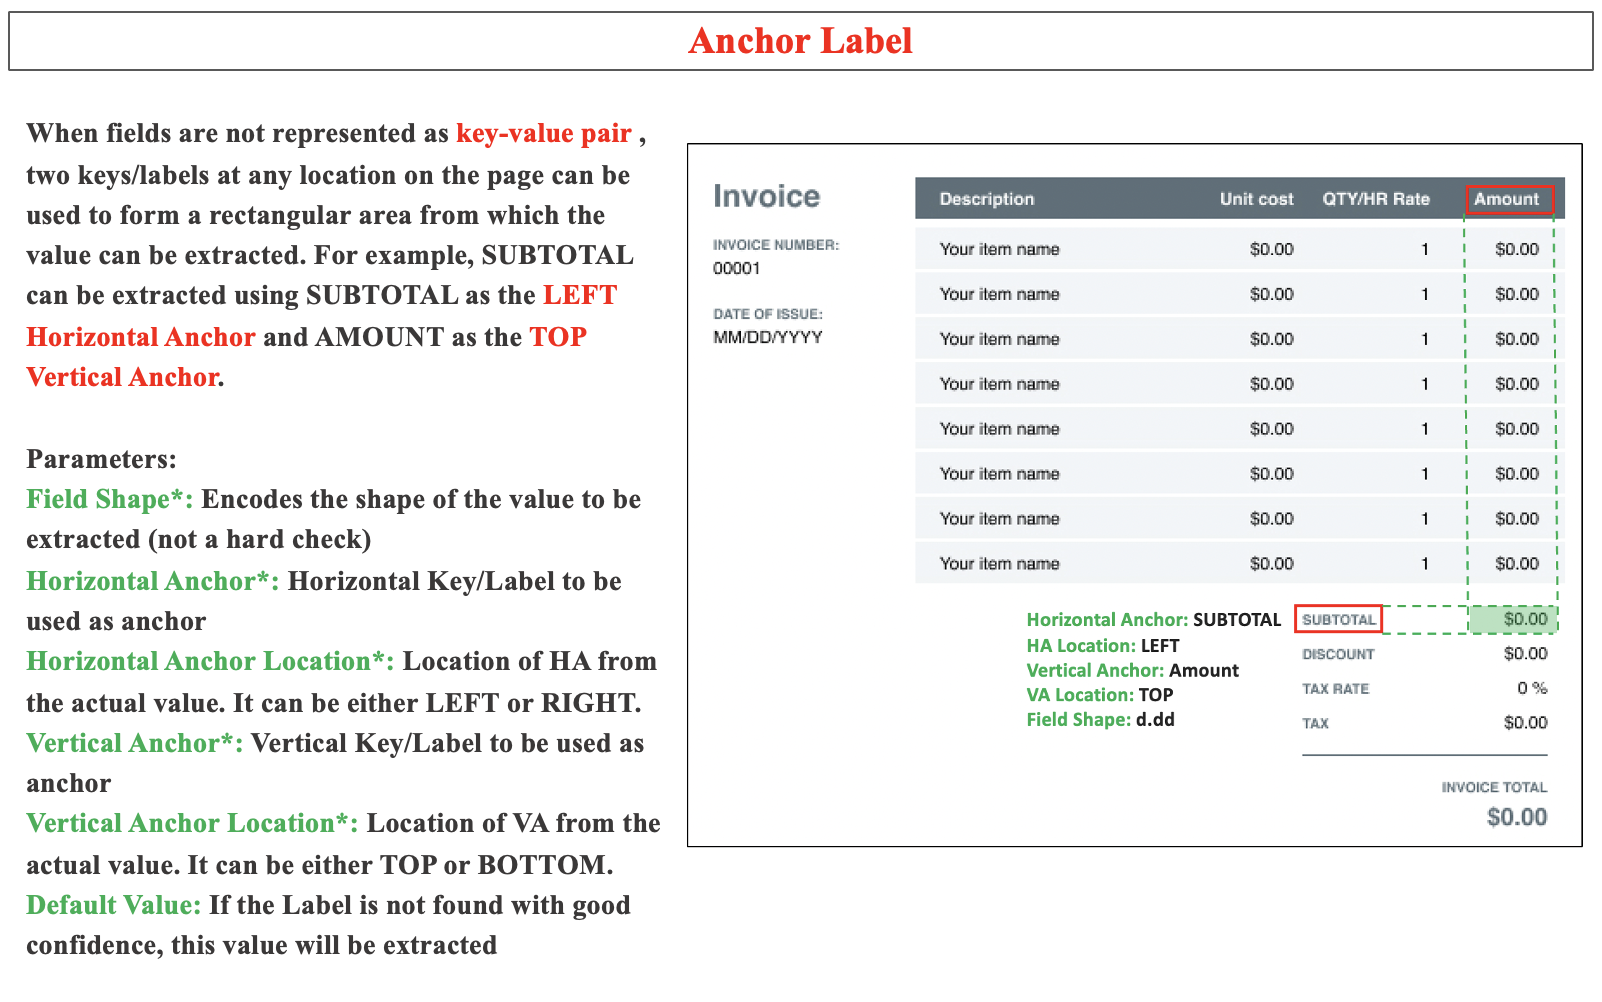 Anchor Label
When fields are not represented as key-value pair ,
two keys/labels at any location on the page can be
used to form a rectangular area from which the
value can be extracted. For example, SUBTOTAL
can be extracted using SUBTOTAL as the LEFT
Horizontal Anchor and AMOUNT as the TOP
Vertical Anchor.
Parameters:
Field Shape*: Encodes the shape of the value to be
extracted (not a hard check)
Horizontal Anchor*: Horizontal Key/Label to be
used as anchor
Horizontal Anchor Location*: Location of HA from
the actual value. It can be either LEFT or RIGHT.
Vertical Anchor*: Vertical Key/Label to be used as
anchor
Vertical Anchor Location*: Location of VA from the
actual value. It can be either TOP or BOTTOM.
Default Value: If the Label is not found with good
confidence, this value will be extracted
Invoice
INVOICE NUMBER:
00001
DATE OF ISSUE:
MM/DD/YYYY
Description Unit cost QTY/HR Rate Amount
Your item name $0.00 1 $0.00
Your item name $0.00 1 $0.00
Your item name $0.00 1 $0.00
Your item name $0.00 1 $0.00
Your item name $0.00 1 $0.00
Your item name $0.00 1 $0.00
Your item name $0.00 1 $0.00
Your item name $0.00 1 $0.00
Horizontal Anchor: SUBTOTAL
HA Location: LEFT
Vertical Anchor: Amount
VA Location: TOP
Field Shape: d.dd
SUBTOTAL $0.00
DISCOUNT $0.00
TAX RATE 0 %
TAX $0.00
INVOICE TOTAL
$0.00